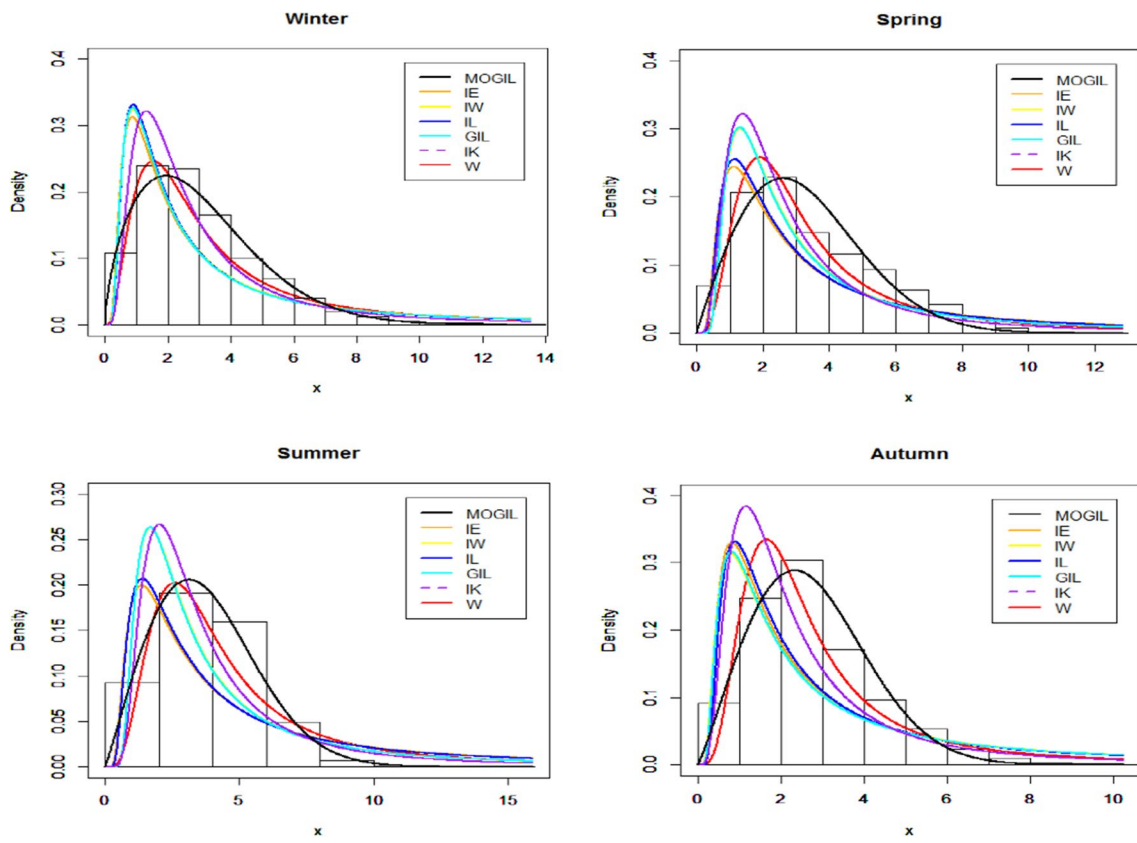 Winter
Density
0.0
0.1
0.2
0.3
0.4
MOGIL
IE
IW
IL
GIL
IK
W
0 2 4 6 8 10 12 14
x
Spring
Density
0.0
0.1
0.2
0.3
0.4
MOGIL
IE
IW
IL
GIL
IK
W
0 2 4 6 8 10 12
x
Summer
Density
0.00
0.05
0.10
0.15
0.20
0.25
0.30
MOGIL
IE
IW
IL
GIL
IK
W
0 5 10 15
x
Autumn
Density
0.0
0.1
0.2
0.3
0.4
MOGIL
IE
IW
IL
GIL
IK
W
0 2 4 6 8 10
x